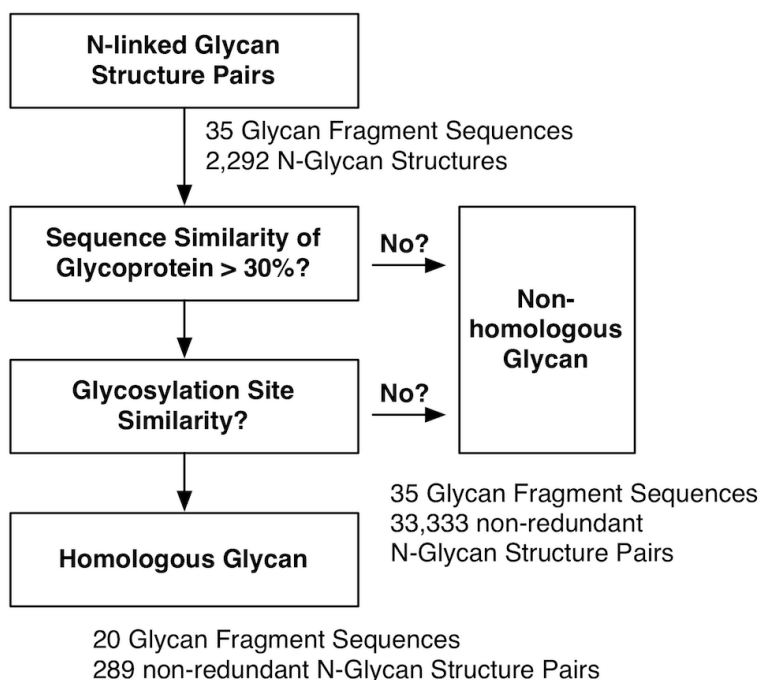 N-linked Glycan
Structure Pairs
35 Glycan Fragment Sequences
2,292 N-Glycan Structures
Sequence Similarity of
Glycoprotein > 30%?
No?
Non-
homologous
Glycan
Glycosylation Site
Similarity?
No?
35 Glycan Fragment Sequences
33,333 non-redundant
N-Glycan Structure Pairs
Homologous Glycan
20 Glycan Fragment Sequences
289 non-redundant N-Glycan Structure Pairs